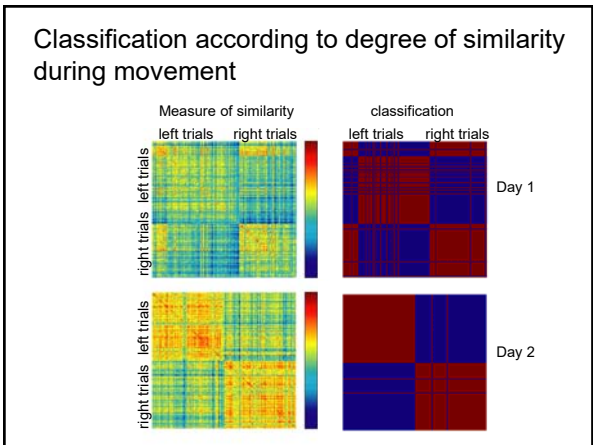 Classification according to degree of similarity
during movement
Measure of similarity
classification
left trials
right trials
left trials
right trials
left trials
right trials
Day 1
left trials
right trials
Day 2